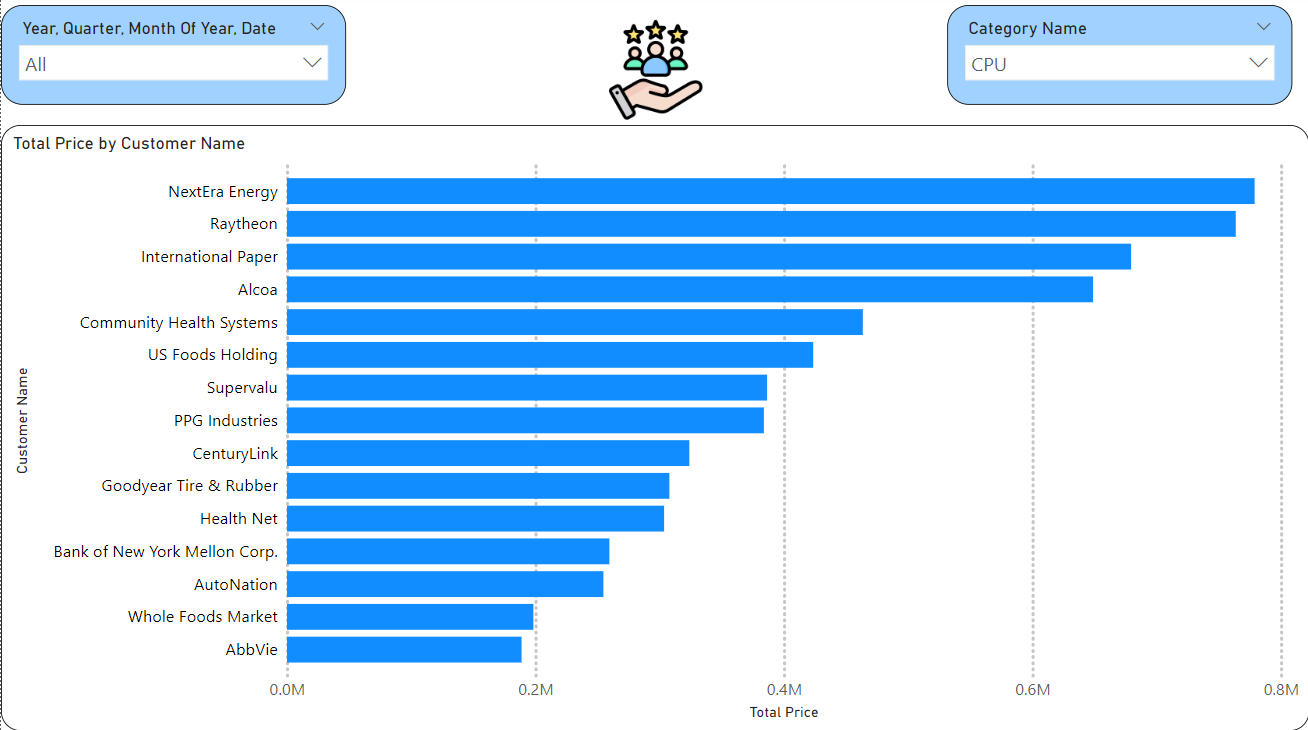 Year, Quarter, Month Of Year, Date
All
Category Name
CPU
Total Price by Customer Name
Customer Name
NextEra Energy
Raytheon
International Paper
Alcoa
Community Health Systems
US Foods Holding
Supervalu
PPG Industries
CenturyLink
Goodyear Tire & Rubber
Health Net
Bank of New York Mellon Corp.
AutoNation
Whole Foods Market
AbbVie
0.0M 0.2M 0.4M 0.6M 0.8M
Total Price